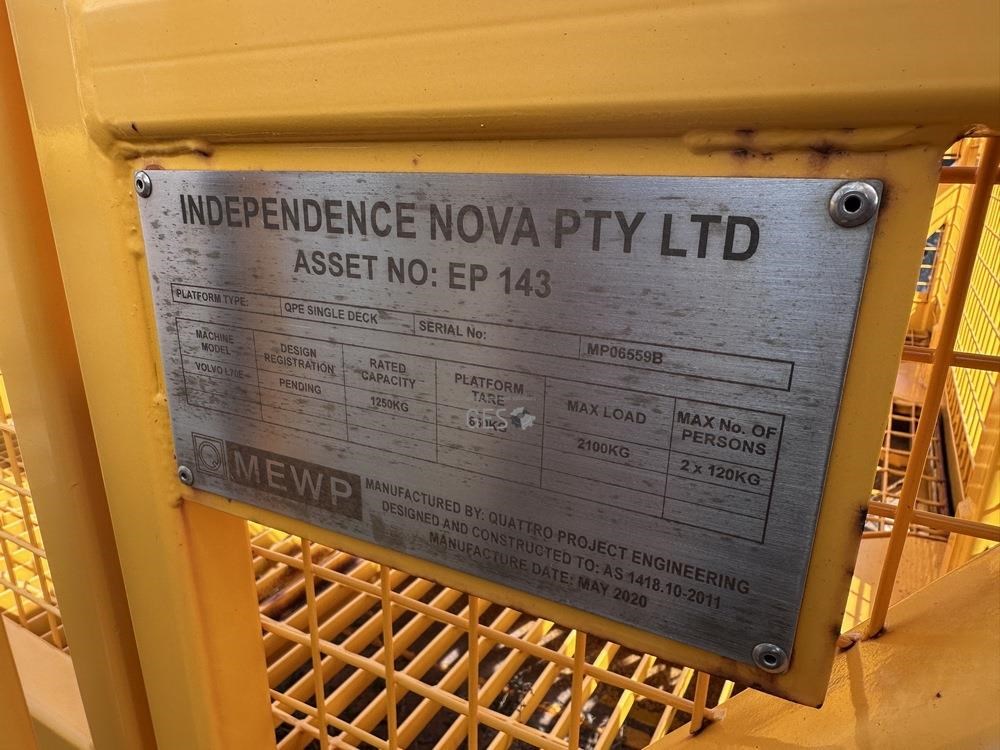 INDEPENDENCE NOVA PTY LTD
ASSET NO: EP 143
PLATFORM TYPE: QPE SINGLE DECK SERIAL No: MP06559B
MACHINE MODEL DESIGN REGISTRATION RATED CAPACITY PLATFORM TARE MAX LOAD MAX No. OF PERSONS
VOLVO L70E PENDING 1250KG 2100KG 2 x 120KG
MEWP
MANUFACTURED BY: QUATTRO PROJECT ENGINEERING
DESIGNED AND CONSTRUCTED TO: AS 1418.10-2011
MANUFACTURE DATE: MAY 2020